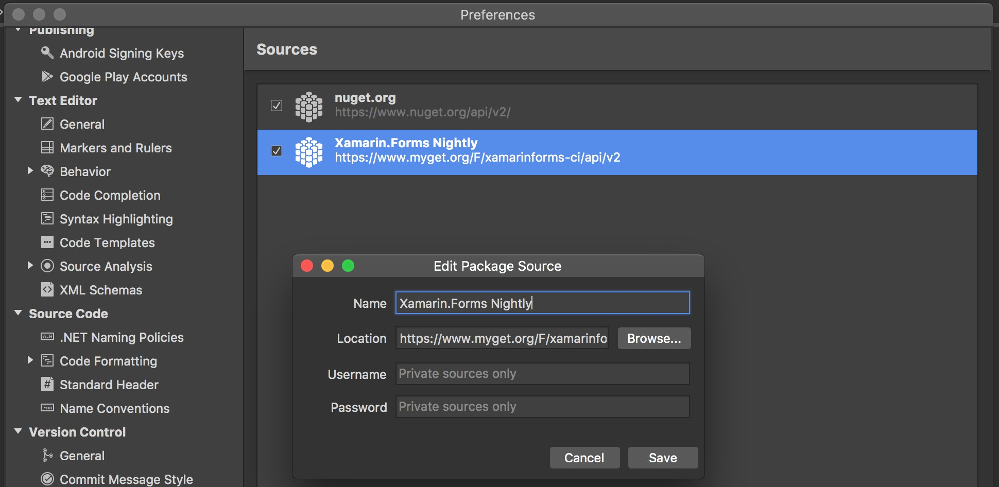 Preferences
Publishing
Android Signing Keys
Google Play Accounts
Text Editor
General
Markers and Rulers
Behavior
Code Completion
Syntax Highlighting
Code Templates
Source Analysis
XML Schemas
Source Code
A.B .NET Naming Policies
Code Formatting
# Standard Header
iFoo Name Conventions
Version Control
General
Commit Message Style
Sources
nuget.org
https://www.nuget.org/api/v2/
Xamarin.Forms Nightly
https://www.myget.org/F/xamarinforms-ci/api/v2
Edit Package Source
Name Xamarin.Forms Nightly
Location https://www.myget.org/F/xamarinfo Browse...
Username Private sources only
Password Private sources only
Cancel Save